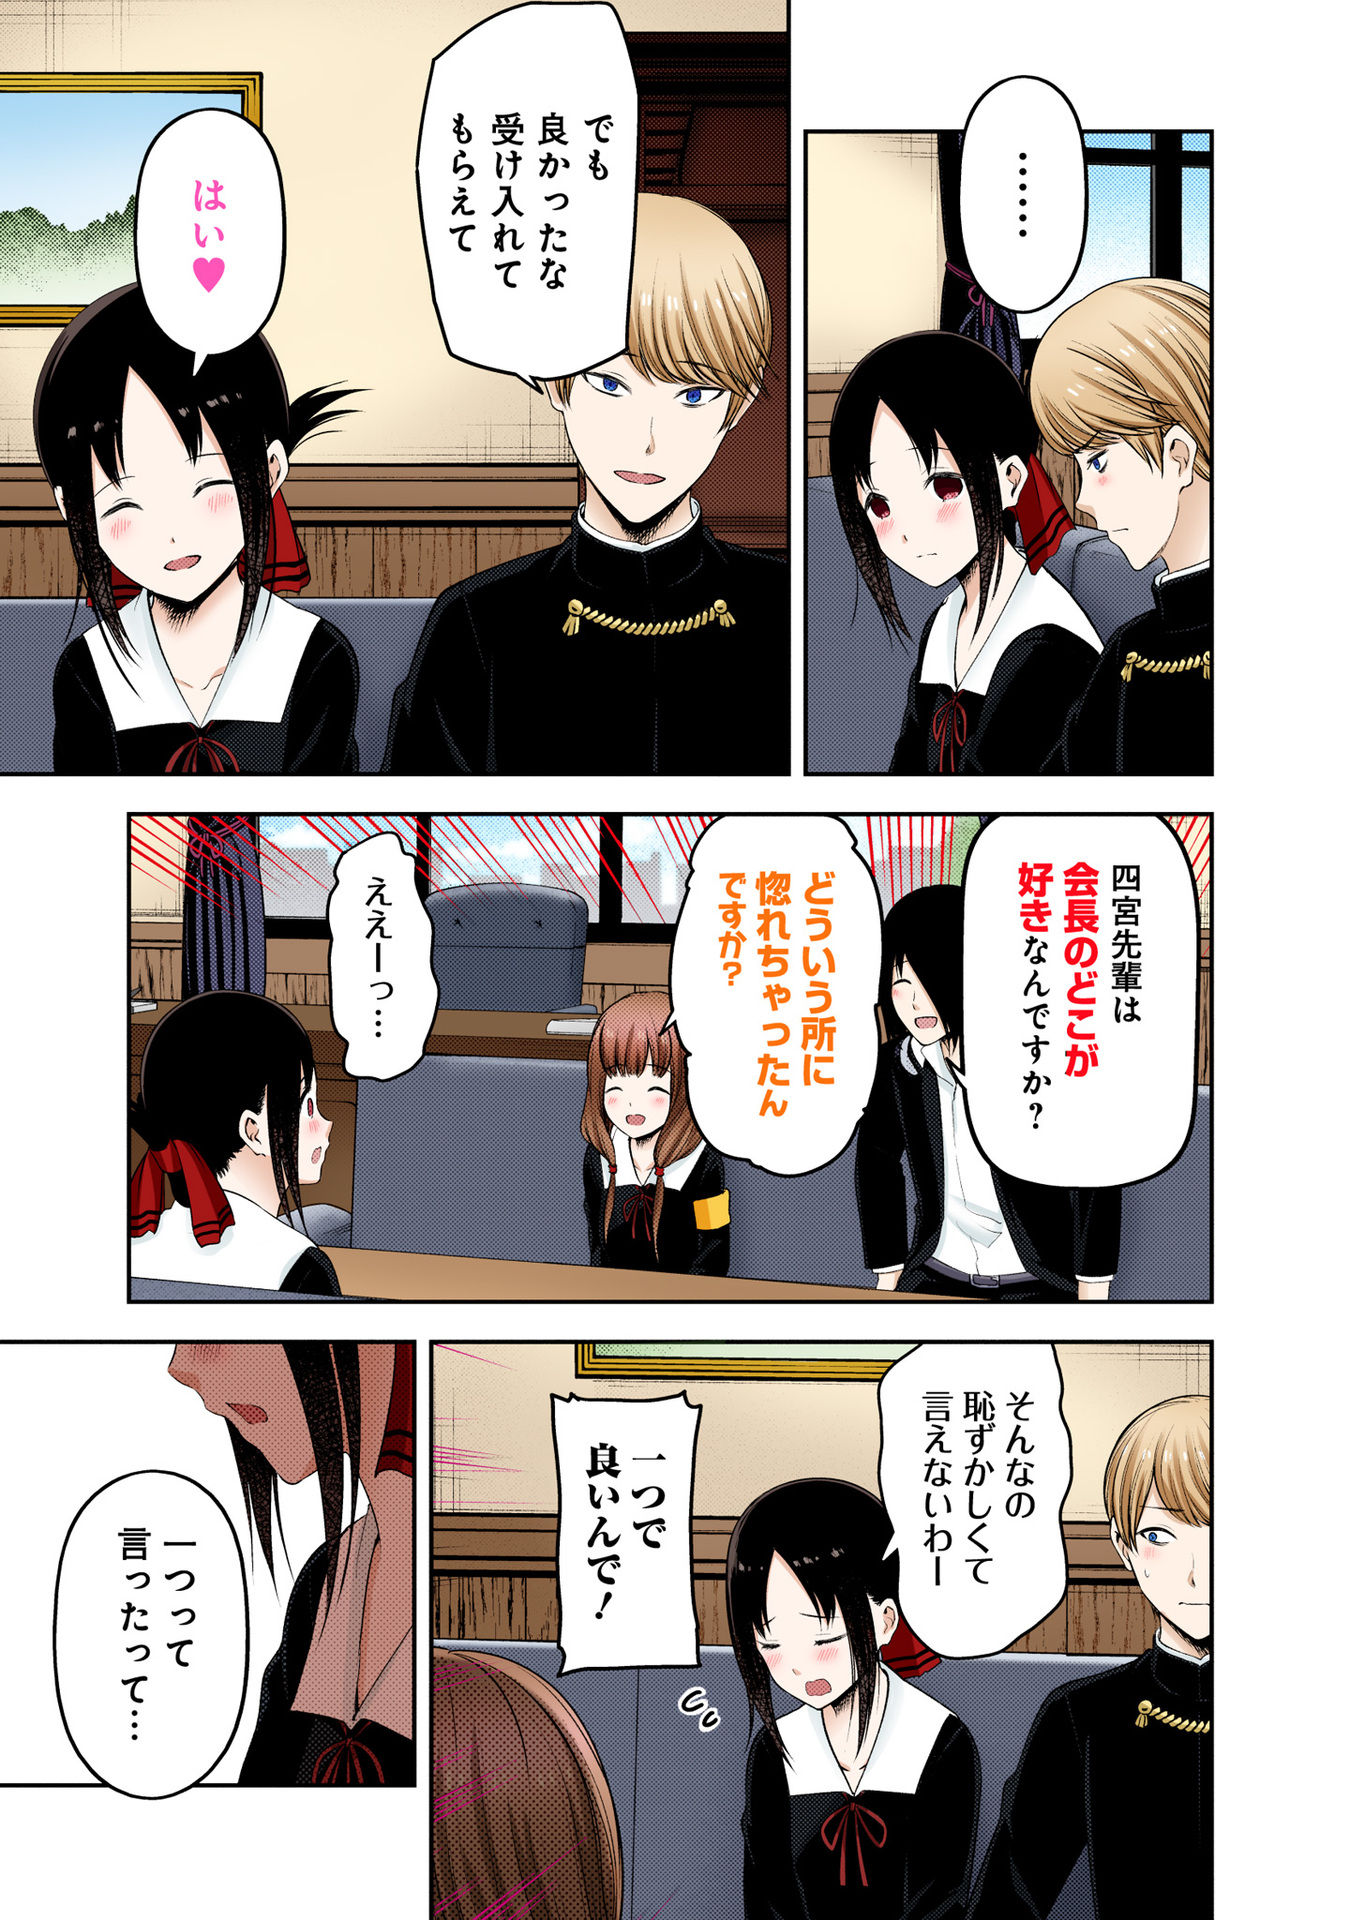 ………
でも
良かったな
受け入れて
もらえて
はい♥
四宮先輩は
会長のどこが
好きなんですか？
どういう所に
惚れちゃったん
ですか？
ええーっ…
そんなの
恥ずかしくて
言えないわー
一つで
良いんで！
一つって
言ったって…